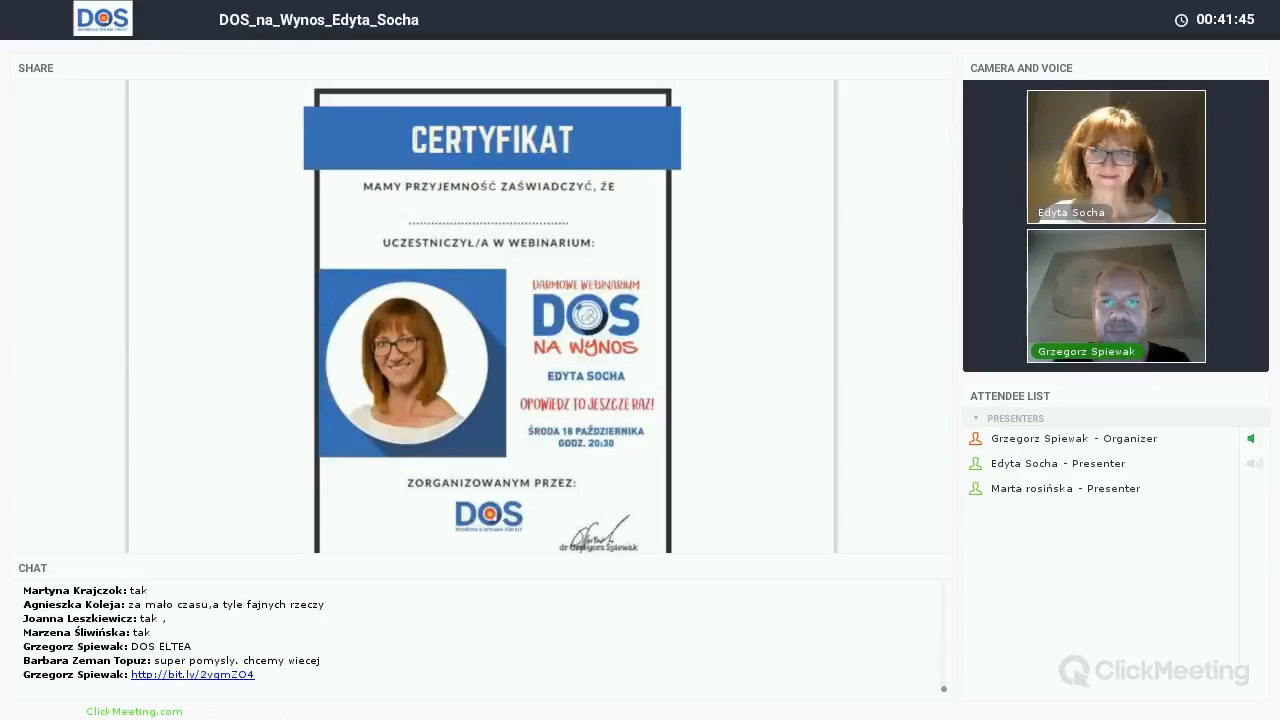 DOS
DOS_na_Wynos_Edyta_Socha
00:41:45
SHARE
CERTYFIKAT
MAMY PRZYJEMNOŚĆ ZAŚWIADCZYĆ, ŻE
UCZESTNICZYŁ/A W WEBINARIUM:
DARMOWE WEBINARIUM
DOS
NA WYNOS
EDYTA SOCHA
OPOWIEDZ TO JESZCZE RAZ!
ŚRODA 18 PAŹDZIERNIKA
GODZ. 20:30
ZORGANIZOWANYM PRZEZ:
DOS
dr Grzegorz Śpiewak
CAMERA AND VOICE
Edyta Socha
Grzegorz Spiewak
ATTENDEE LIST
PRESENTERS
Grzegorz Spiewak - Organizer
Edyta Socha - Presenter
Marta rosińska - Presenter
CHAT
Martyna Krajczok: tak
Agnieszka Koleja: za mało czasu,a tyle fajnych rzeczy
Joanna Leszkiewicz: tak ,
Marzena Śliwińska: tak
Grzegorz Spiewak: DOS ELTEA
Barbara Zeman Topuz: super pomysly. chcemy wiecej
Grzegorz Spiewak: http://bit.ly/2yqmZO4
ClickMeeting
ClickMeeting.com